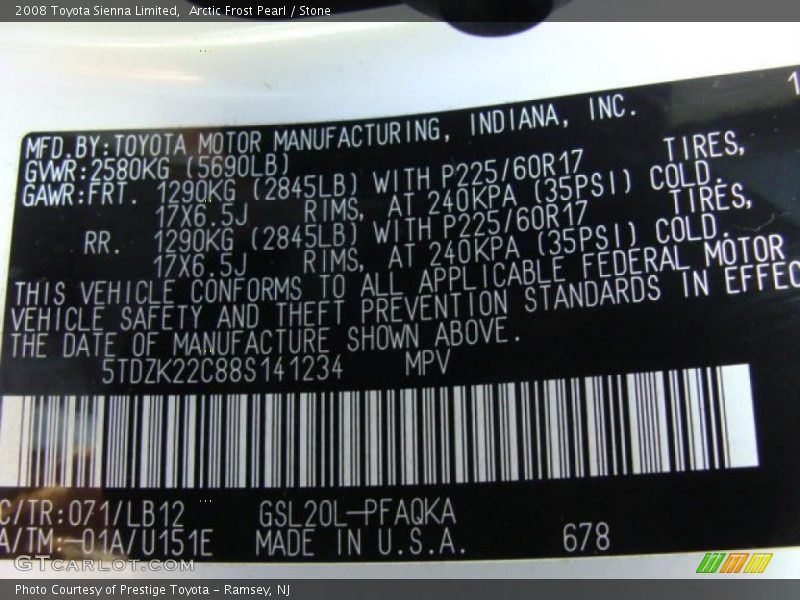 2008 Toyota Sienna Limited,  Arctic Frost Pearl / Stone
1
MFD.BY:TOYOTA MOTOR MANUFACTURING, INDIANA, INC.
GVWR:2580KG (5690LB)
GAWR:FRT. 1290KG (2845LB) WITH P225/60R17 TIRES,
17X6.5J RIMS, AT 240KPA (35PSI) COLD.
RR. 1290KG (2845LB) WITH P225/60R17 TIRES,
17X6.5J RIMS, AT 240KPA (35PSI) COLD.
THIS VEHICLE CONFORMS TO ALL APPLICABLE FEDERAL MOTOR
VEHICLE SAFETY AND THEFT PREVENTION STANDARDS IN EFFEC
THE DATE OF MANUFACTURE SHOWN ABOVE.
5TDZK22C88S141234 MPV
C/TR:071/LB12 GSL20L-PFAQKA
A/TM:-01A/U151E MADE IN U.S.A. 678
GTCARLOT.COM
Photo Courtesy of Prestige Toyota - Ramsey, NJ